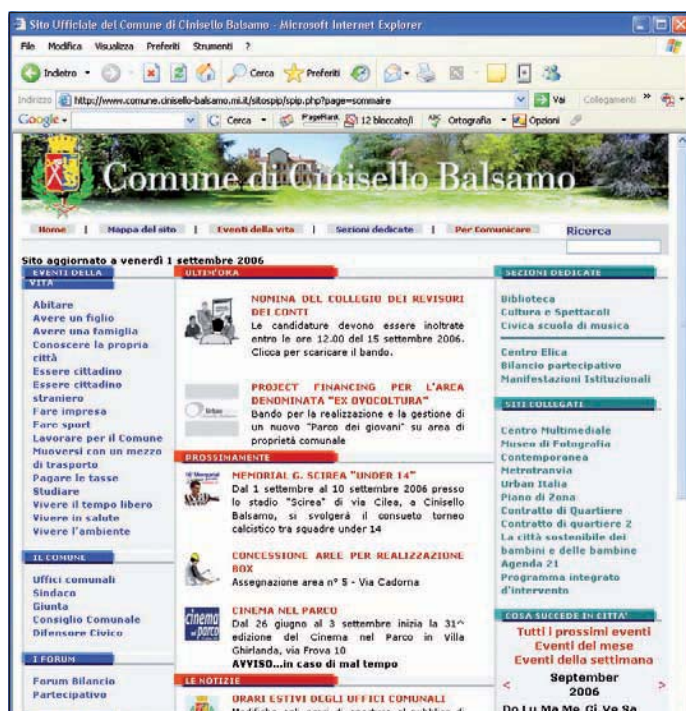 Sito Ufficiale del Comune di Cinisello Balsamo - Microsoft Internet Explorer
File Modifica Visualizza Preferiti Strumenti ?
Indietro Cerca Preferiti
Indirizzo http://www.comune.cinisello-balsamo.mi.it/sitospip/spip.php?page=sommaire Vai Collegamenti »
Google Cerca PageRank 12 bloccato/i Ortografia Opzioni
Comune di Cinisello Balsamo
Home | Mappa del sito | Eventi della vita | Sezioni dedicate | Per Comunicare Ricerca
Sito aggiornato a venerdì 1 settembre 2006
EVENTI DELLA
VITA
Abitare
Avere un figlio
Avere una famiglia
Conoscere la propria
città
Essere cittadino
Essere cittadino
straniero
Fare impresa
Fare sport
Lavorare per il Comune
Muoversi con un mezzo
di trasporto
Pagare le tasse
Studiare
Vivere il tempo libero
Vivere in salute
Vivere l'ambiente
IL COMUNE
Uffici comunali
Sindaco
Giunta
Consiglio Comunale
Difensore Civico
I FORUM
Forum Bilancio
Partecipativo
ULTIM'ORA
NOMINA DEL COLLEGIO DEI REVISORI
DEI CONTI
Le candidature devono essere inoltrate
entro le ore 12.00 del 15 settembre 2006.
Clicca per scaricare il bando.
Urban
PROJECT FINANCING PER L'AREA
DENOMINATA "EX OVOCOLTURA"
Bando per la realizzazione e la gestione di
un nuovo "Parco dei giovani" su area di
proprietà comunale
PROSSIMAMENTE
MEMORIAL G. SCIREA "UNDER 14"
Dal 1 settembre al 10 settembre 2006 presso
lo stadio "Scirea" di via Cilea, a Cinisello
Balsamo, si svolgerà il consueto torneo
calcistico tra squadre under 14
CONCESSIONE AREE PER REALIZZAZIONE
BOX
Assegnazione area n° 5 - Via Cadorna
cinema
nel parco
CINEMA NEL PARCO
Dal 26 giugno al 3 settembre inizia la 31^
edizione del Cinema nel Parco in Villa
Ghirlanda, via Frova 10
AVVISO...in caso di mal tempo
LE NOTIZIE
ORARI ESTIVI DEGLI UFFICI COMUNALI
SEZIONI DEDICATE
Biblioteca
Cultura e Spettacoli
Civica scuola di musica
Centro Elica
Bilancio partecipativo
Manifestazioni Istituzionali
SITI COLLEGATI
Centro Multimediale
Museo di Fotografia
Contemporanea
Metrotranvia
Urban Italia
Piano di Zona
Contratto di Quartiere
Contratto di quartiere 2
La città sostenibile dei
bambini e delle bambine
Agenda 21
Programma integrato
d'intervento
COSA SUCCEDE IN CITTA'
Tutti i prossimi eventi
Eventi del mese
Eventi della settimana
< September >
2006
Do Lu Ma Me Gi Ve Sa